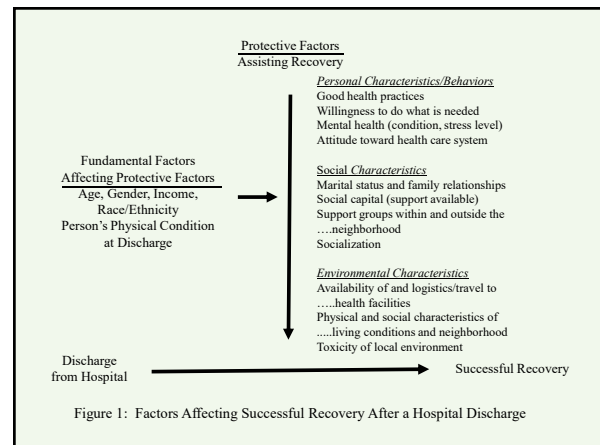 Protective Factors
Assisting Recovery
Personal Characteristics/Behaviors
Good health practices
Willingness to do what is needed
Mental health (condition, stress level)
Attitude toward health care system
Fundamental Factors
Affecting Protective Factors
Age, Gender, Income,
Race/Ethnicity
Person's Physical Condition
at Discharge
Social Characteristics
Marital status and family relationships
Social capital (support available)
Support groups within and outside the
….neighborhood
Socialization
Environmental Characteristics
Availability of and logistics/travel to
…..health facilities
Physical and social characteristics of
.....living conditions and neighborhood
Toxicity of local environment
Discharge
from Hospital
Successful Recovery
Figure 1: Factors Affecting Successful Recovery After a Hospital Discharge